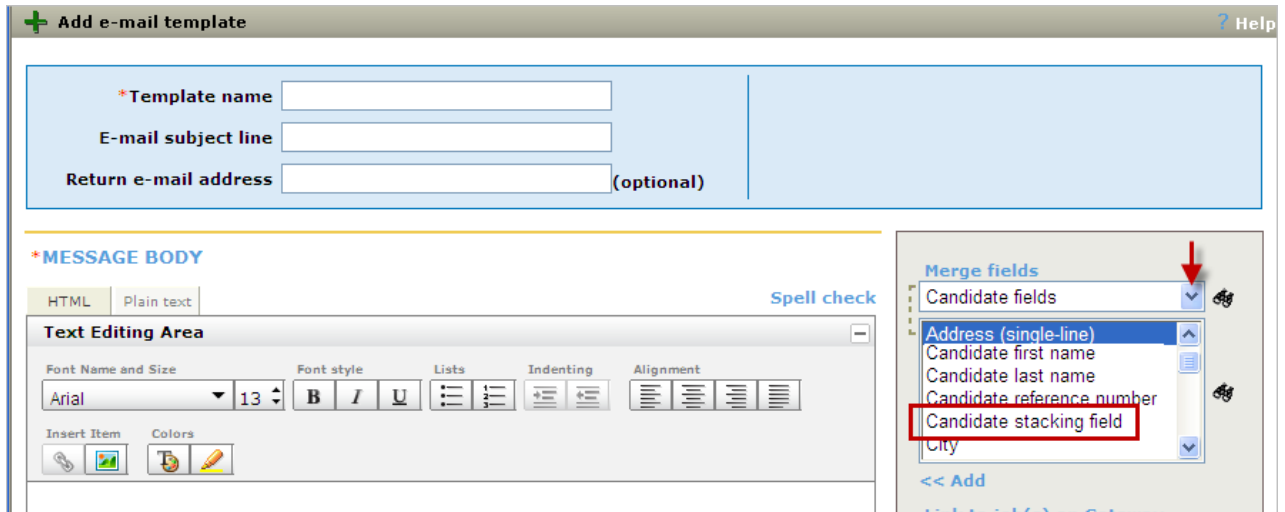 Add e-mail template
? Help
*Template name
E-mail subject line
Return e-mail address (optional)
*MESSAGE BODY
HTML Plain text Spell check
Text Editing Area
Font Name and Size Font style Lists Indenting Alignment
Arial 13 B I U
Insert Item Colors
Merge fields
Candidate fields
Address (single-line)
Candidate first name
Candidate last name
Candidate reference number
Candidate stacking field
City
<< Add